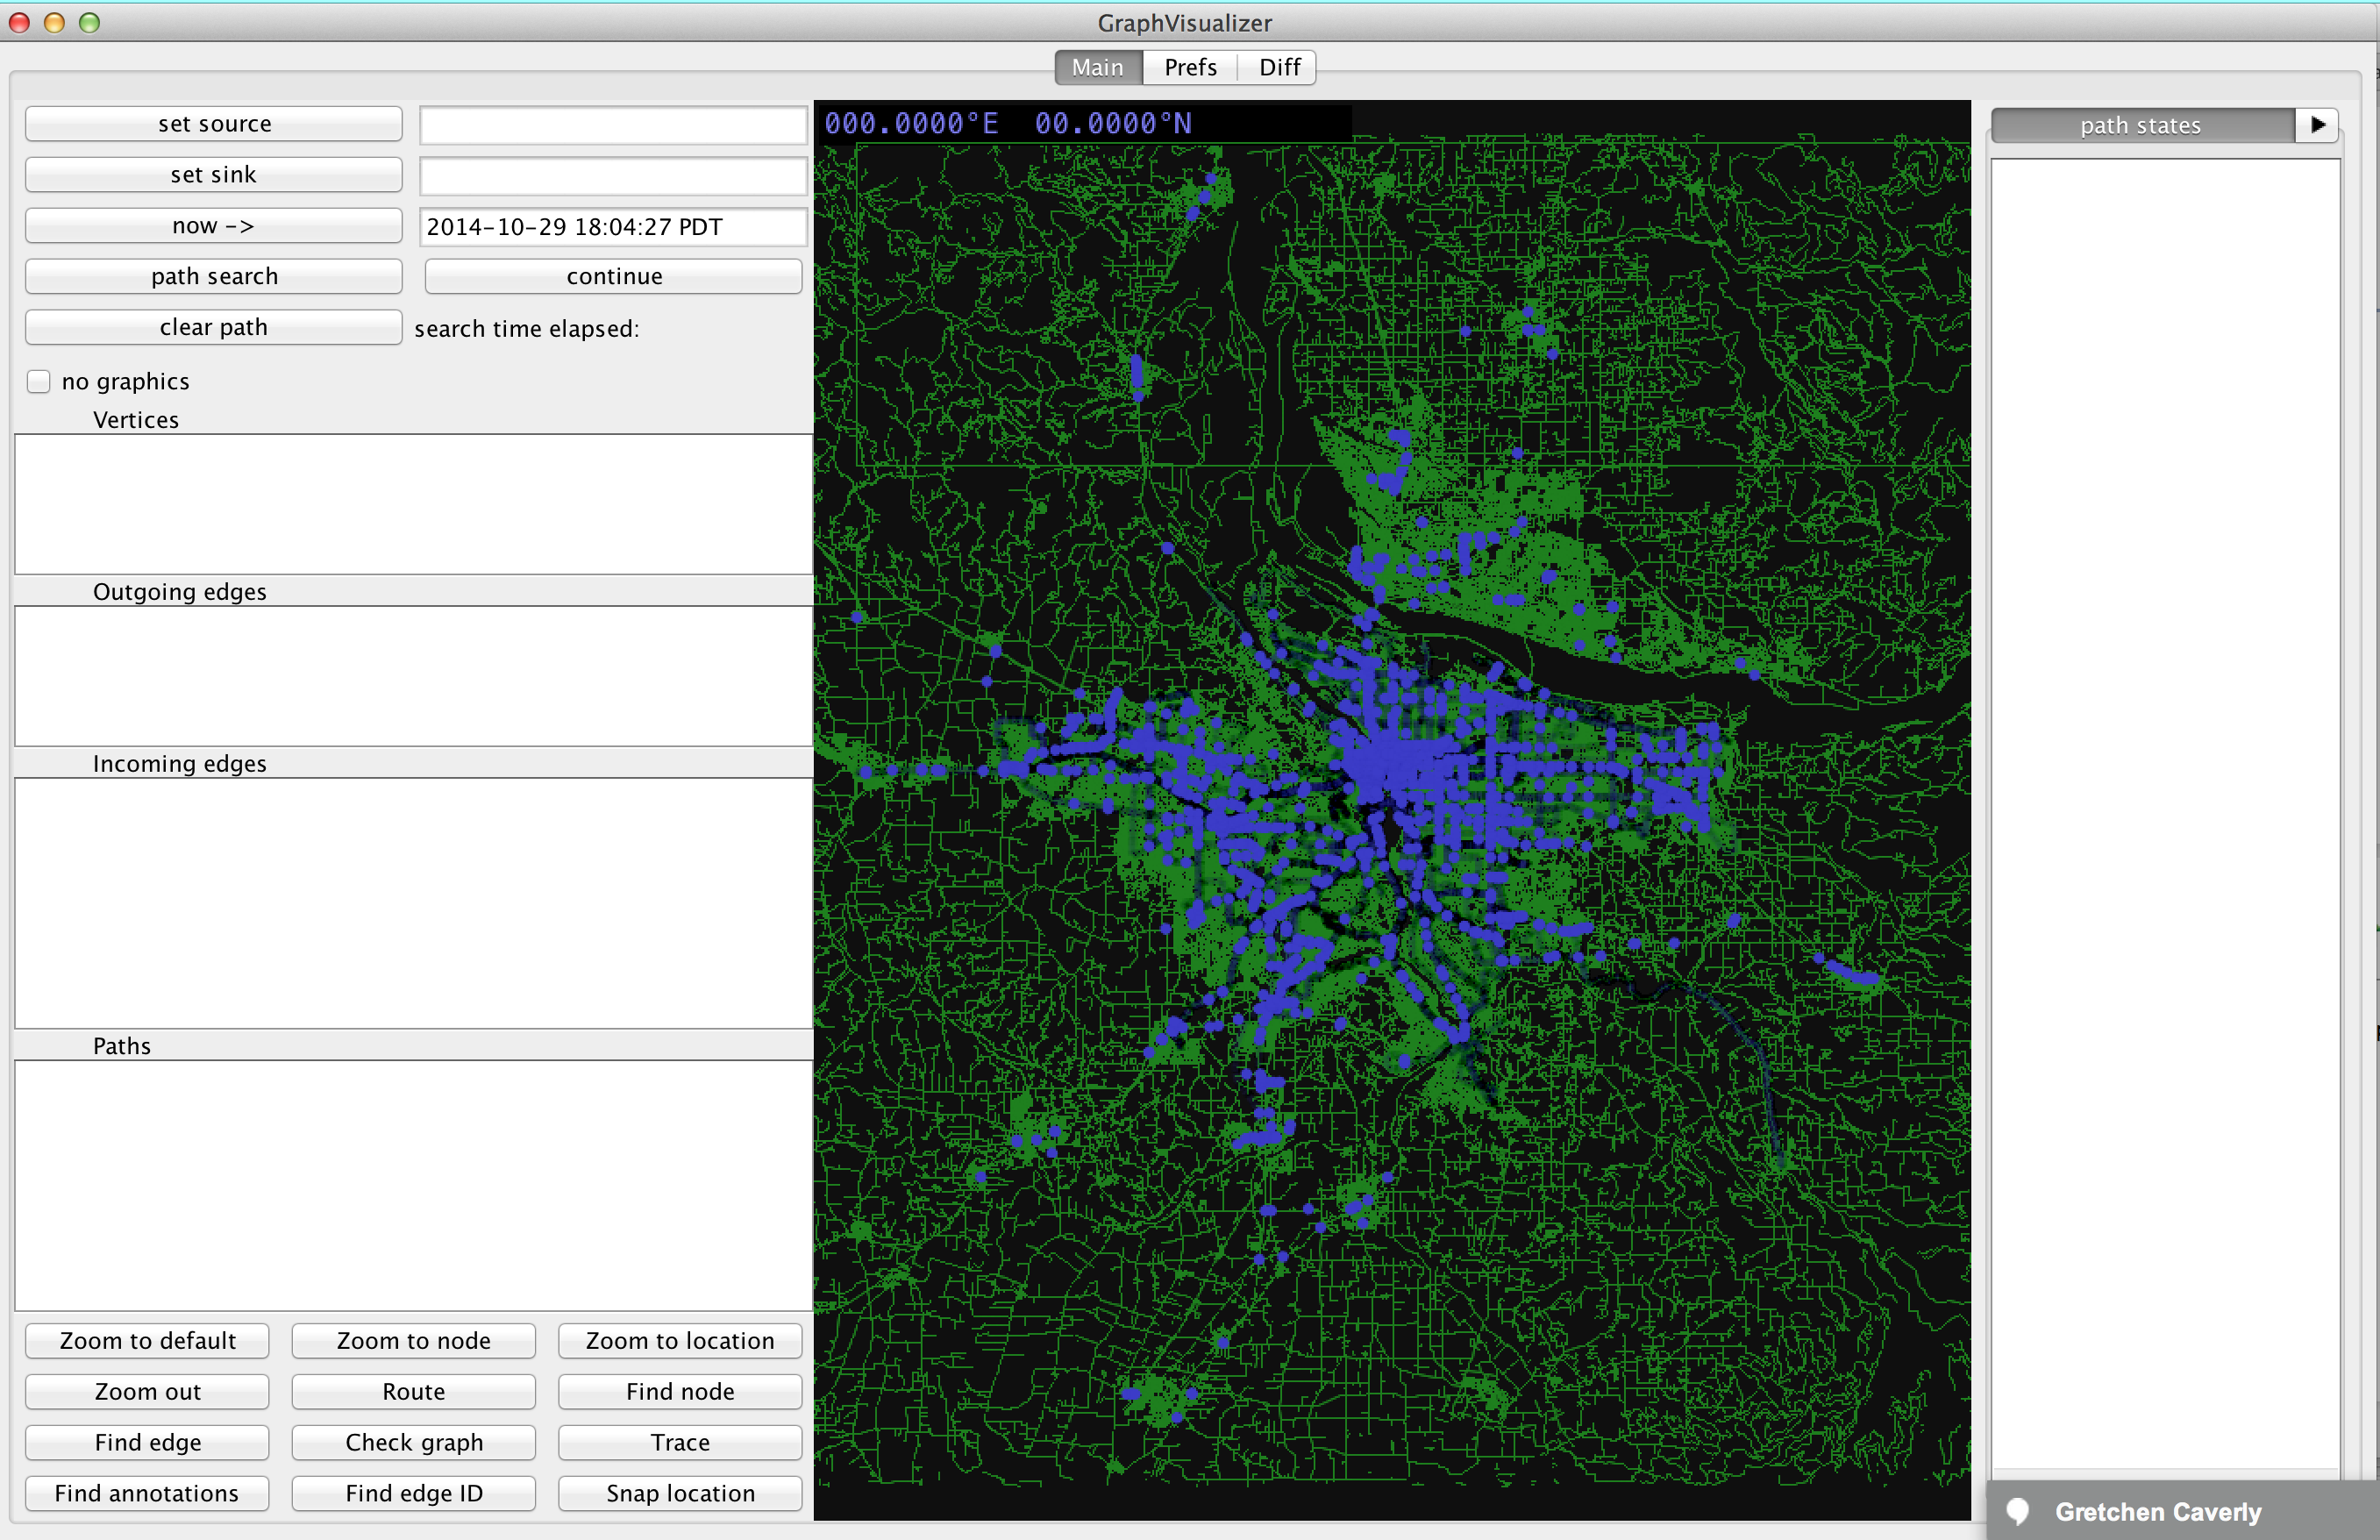 GraphVisualizer
Main Prefs Diff
set source
set sink
now ->
2014-10-29 18:04:27 PDT
path search
continue
clear path
search time elapsed:
no graphics
Vertices
Outgoing edges
Incoming edges
Paths
Zoom to default
Zoom to node
Zoom to location
Zoom out
Route
Find node
Find edge
Check graph
Trace
Find annotations
Find edge ID
Snap location
000.0000°E 00.0000°N
path states
Gretchen Caverly